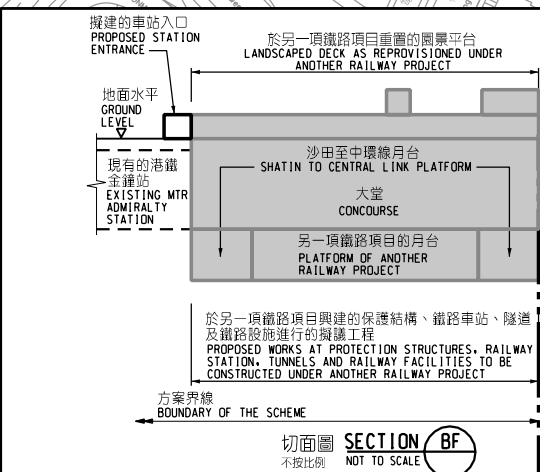 擬建的車站入口
PROPOSED STATION
ENTRANCE
於另一項鐵路項目重置的園景平台
LANDSCAPED DECK AS REPROVISIONED UNDER
ANOTHER RAILWAY PROJECT
地面水平
GROUND
LEVEL
現有的港鐵
金鐘站
EXISTING MTR
ADMIRALTY
STATION
沙田至中環線月台
SHATIN TO CENTRAL LINK PLATFORM
大堂
CONCOURSE
另一項鐵路項目的月台
PLATFORM OF ANOTHER
RAILWAY PROJECT
於另一項鐵路項目興建的保護結構、鐵路車站、隧道
及鐵路設施進行的擬議工程
PROPOSED WORKS AT PROTECTION STRUCTURES, RAILWAY
STATION, TUNNELS AND RAILWAY FACILITIES TO BE
CONSTRUCTED UNDER ANOTHER RAILWAY PROJECT
方案界線
BOUNDARY OF THE SCHEME
切面圖 SECTION BF
不按比例 NOT TO SCALE